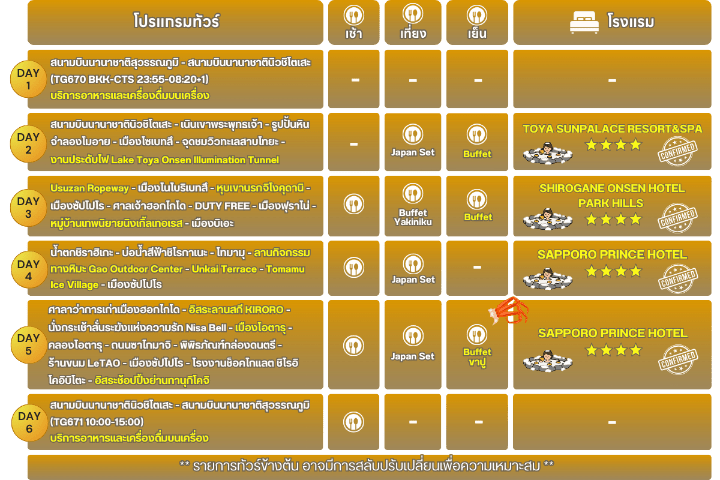 โปรแกรมทัวร์ เช้า เที่ยง เย็น โรงแรม
DAY 1
สนามบินนานาชาติสุวรรณภูมิ - สนามบินนานาชาตินิวชิโตเสะ
(TG670 BKK-CTS 23:55-08:20+1)
บริการอาหารและเครื่องดื่มบนเครื่อง
- - - -
DAY 2
สนามบินนานาชาตินิวชิโตเสะ - เนินเขาพระพุทธเจ้า - รูปปั้นหิน
จำลองโมอาย - เมืองโซเบทสึ - จุดชมวิวทะเลสาบโทยะ -
งานประดับไฟ Lake Toya Onsen Illumination Tunnel
-
Japan Set
Buffet
TOYA SUNPALACE RESORT&SPA
CONFIRMED
DAY 3
Usuzan Ropeway - เมืองโนโบริเบทสึ - หุบเขานรกจิโงคุดานิ -
เมืองซัปโปโร - ศาลเจ้าฮอกไกโด - DUTY FREE - เมืองฟุราโน่ -
หมู่บ้านเทพนิยายนิงเกิ้ลเทอเรส - เมืองบิเอะ
Buffet
Yakiniku
Buffet
SHIROGANE ONSEN HOTEL
PARK HILLS
CONFIRMED
DAY 4
น้ำตกชิราฮิเกะ - บ่อน้ำสีฟ้าชิโรกาเนะ - โทมามุ - ลานกิจกรรม
ทางหิมะ Gao Outdoor Center - Unkai Terrace - Tomamu
Ice Village - เมืองซัปโปโร
Japan Set
-
SAPPORO PRINCE HOTEL
CONFIRMED
DAY 5
ศาลาว่าการเก่าเมืองฮอกไกโด - อิสระลานสกี KIRORO -
นั่งกระเช้าสั่นระฆังแห่งความรัก Nisa Bell - เมืองโอตารุ -
คลองโอตารุ - ถนนซาไกมาจิ - พิพิธภัณฑ์กล่องดนตรี -
ร้านขนม LeTAO - เมืองซัปโปโร - โรงงานช็อคโกแลต ชิโรอิ
โคอิบิโตะ - อิสระช้อปปิ้งย่านทานุกิโคจิ
Japan Set
Buffet
ขาปู
SAPPORO PRINCE HOTEL
CONFIRMED
DAY 6
สนามบินนานาชาตินิวชิโตเสะ - สนามบินนานาชาติสุวรรณภูมิ
(TG671 10:00-15:00)
บริการอาหารและเครื่องดื่มบนเครื่อง
- - -
** รายการทัวร์ข้างต้น อาจมีการสลับปรับเปลี่ยนเพื่อความเหมาะสม **